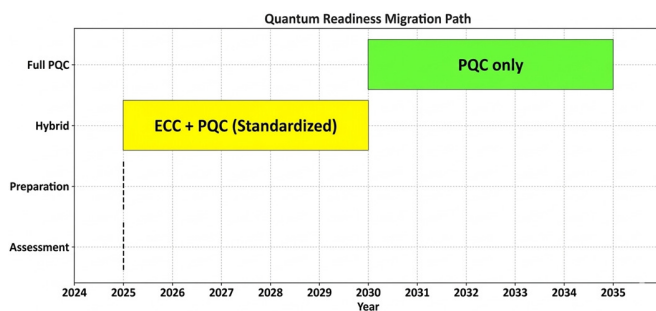 Quantum Readiness Migration Path
Full PQC
PQC only
Hybrid
ECC + PQC (Standardized)
Preparation
Assessment
2024 2025 2026 2027 2028 2029 2030 2031 2032 2033 2034 2035
Year